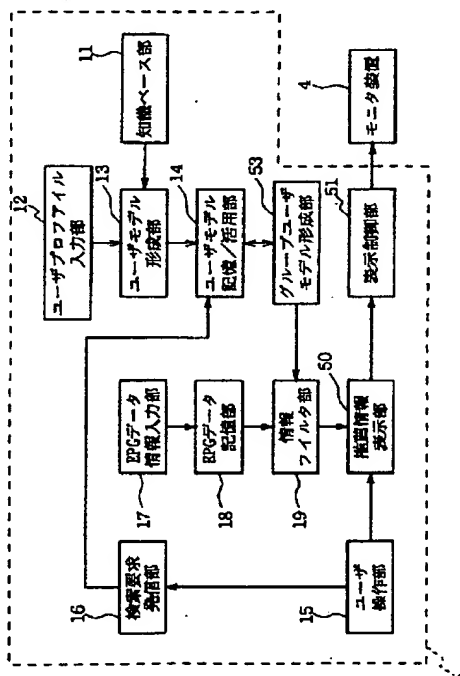 12
ユーザプロファイル
入力部
11
知識ベース部
13
ユーザモデル
形成部
14
ユーザモデル
記憶/活用部
53
グループユーザ
モデル形成部
4
モニタ装置
51
表示制御部
EPGデータ
情報入力部
17
EPGデータ
記憶部
18
情報
フィルタ部
19
50
推薦情報
表示部
検索要求
発信部
16
ユーザ
操作部
15